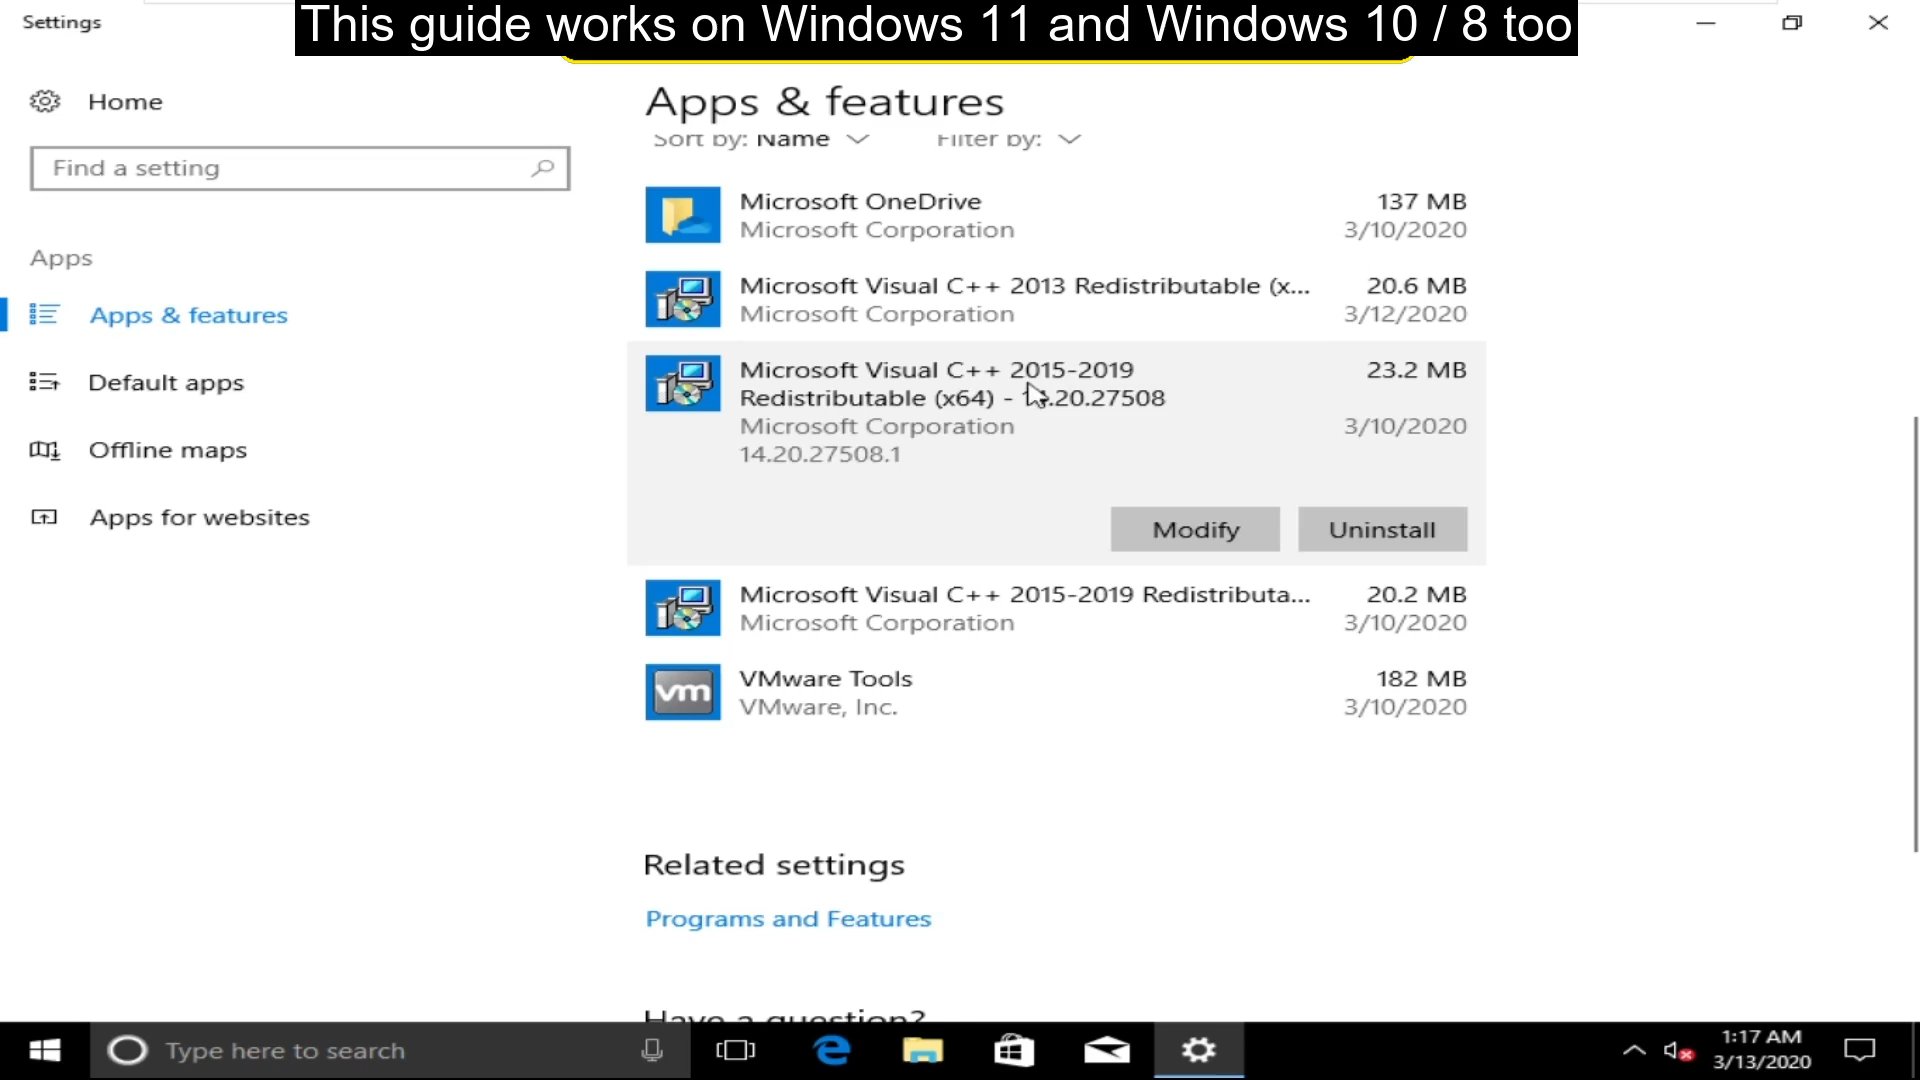 This guide works on Windows 11 and Windows 10 / 8 too
Settings
Home
Find a setting
Apps
Apps & features
Default apps
Offline maps
Apps for websites
Apps & features
Sort by: Name
Filter by:
Microsoft OneDrive 137 MB
Microsoft Corporation 3/10/2020
Microsoft Visual C++ 2013 Redistributable (x... 20.6 MB
Microsoft Corporation 3/12/2020
Microsoft Visual C++ 2015-2019 23.2 MB
Redistributable (x64) - 14.20.27508
Microsoft Corporation 3/10/2020
14.20.27508.1
Modify Uninstall
Microsoft Visual C++ 2015-2019 Redistributa... 20.2 MB
Microsoft Corporation 3/10/2020
vm
VMware Tools 182 MB
VMware, Inc. 3/10/2020
Related settings
Programs and Features
Have a question?
Type here to search
1:17 AM
3/13/2020